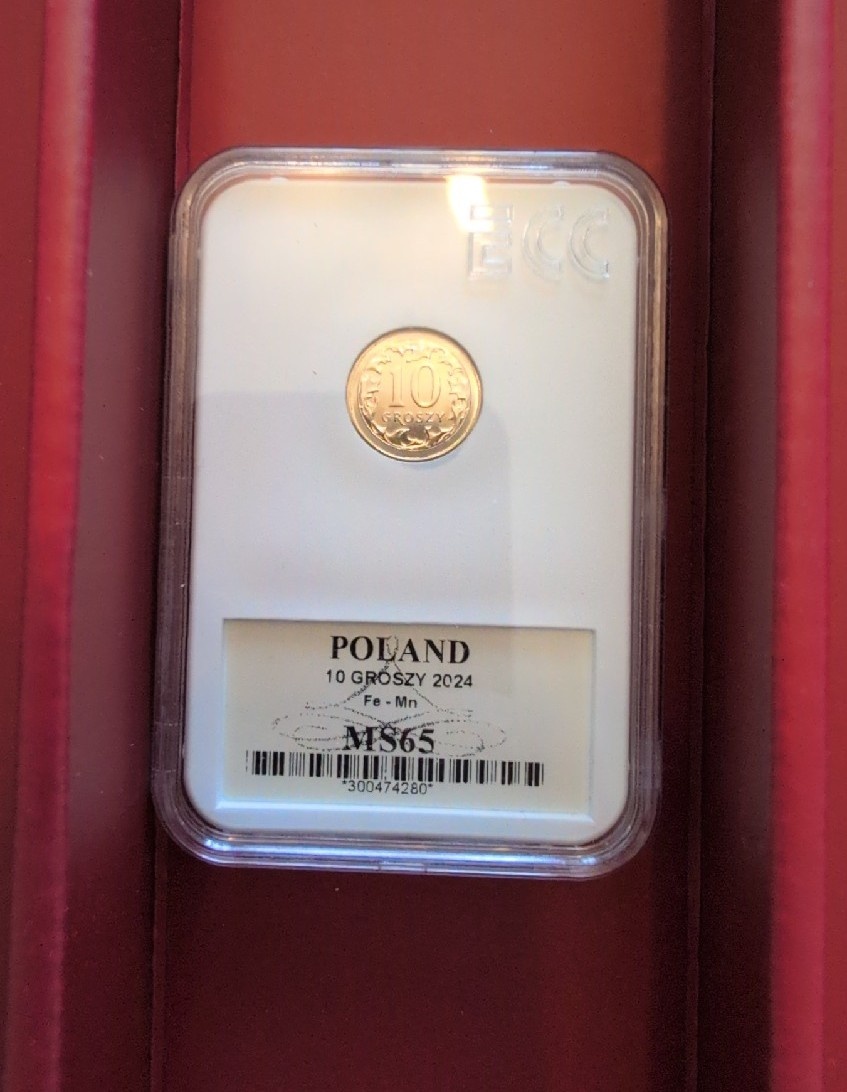 ECC
10
GROSZY
POLAND
10 GROSZY 2024
Fe - Mn
MS65
*300474280*